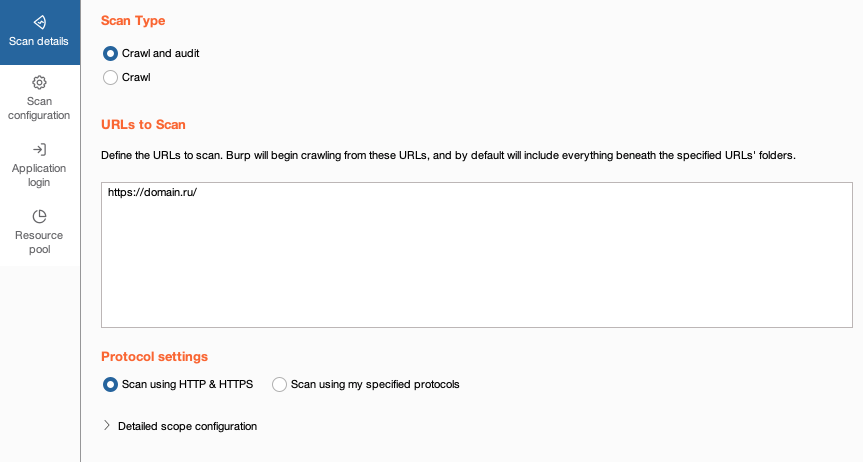 Scan details
Scan
configuration
Application
login
Resource
pool
Scan Type
Crawl and audit
Crawl
URLs to Scan
Define the URLs to scan. Burp will begin crawling from these URLs, and by default will include everything beneath the specified URLs' folders.
https://domain.ru/
Protocol settings
Scan using HTTP & HTTPS
Scan using my specified protocols
Detailed scope configuration